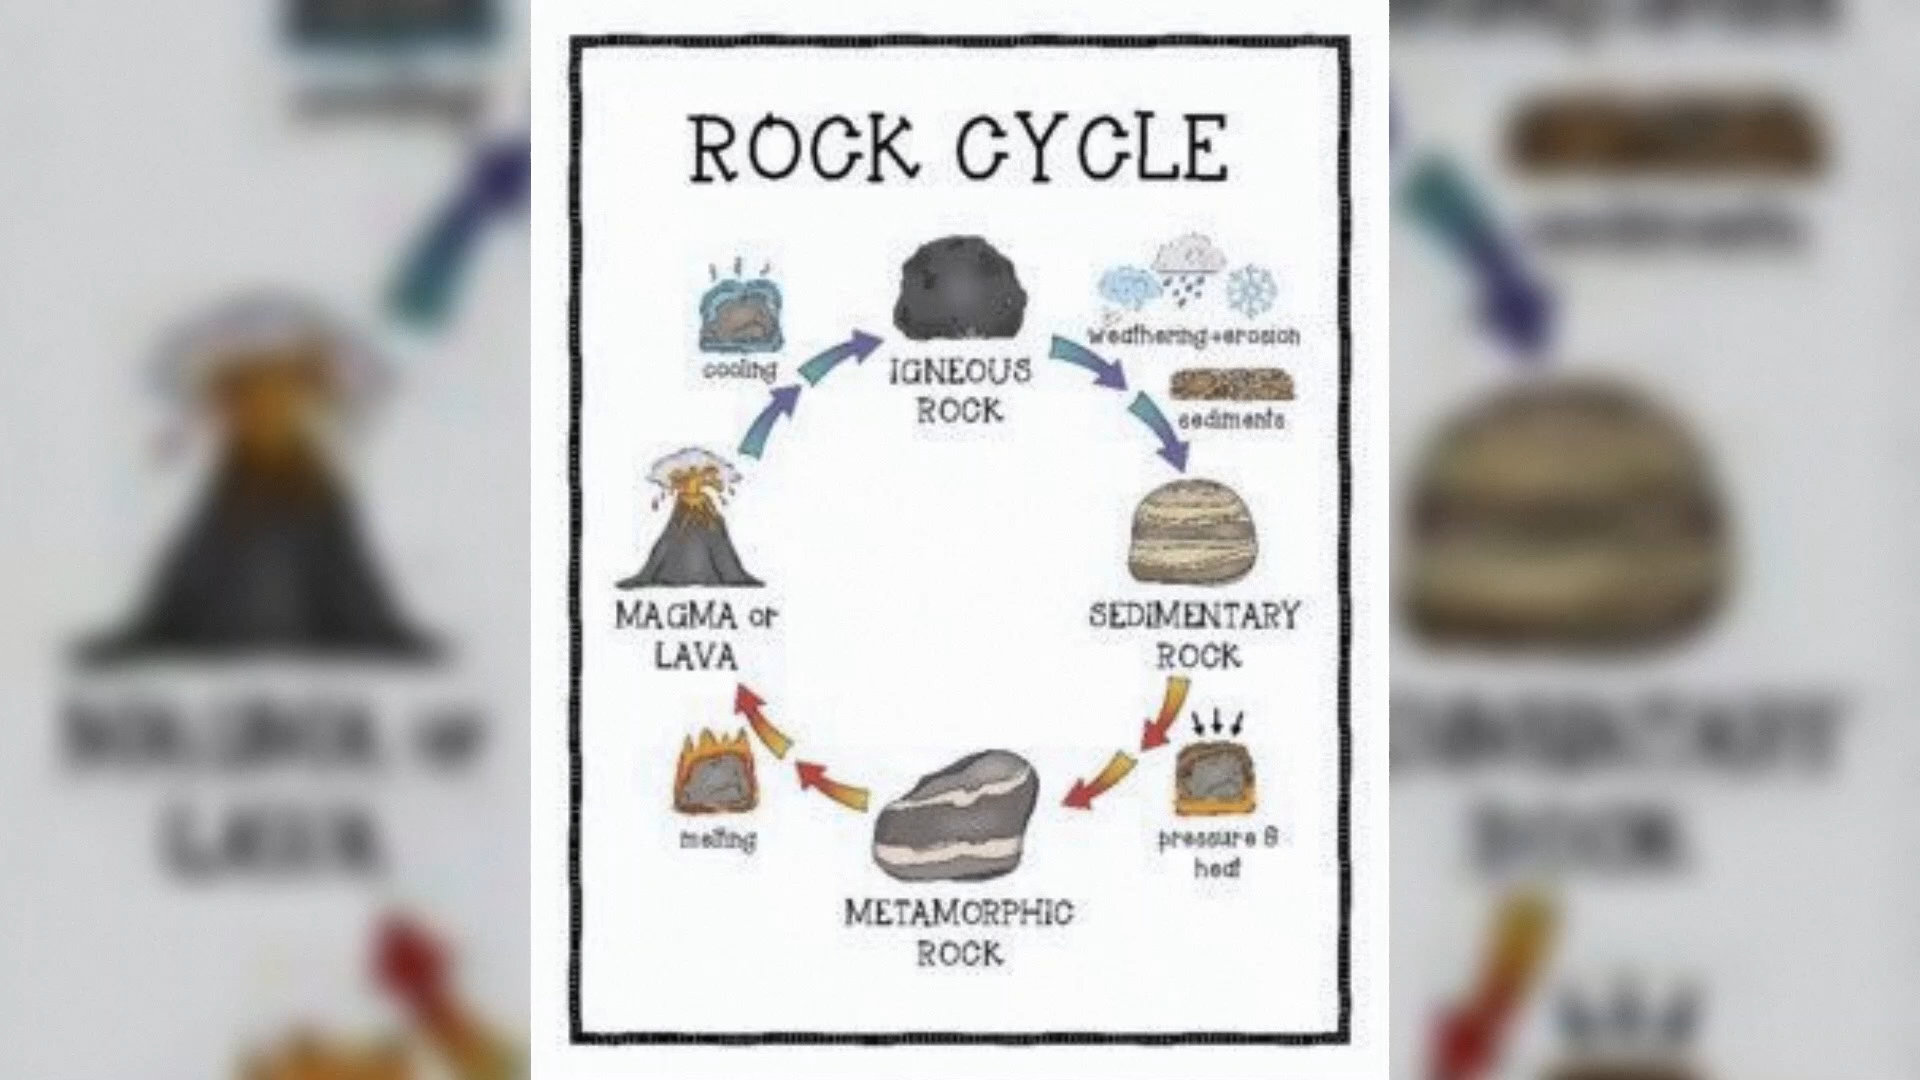 ROCK CYCLE
cooling
IGNEOUS
ROCK
weathering+erosion
sediments
MAGMA or
LAVA
SEDIMENTARY
ROCK
melting
pressure &
heat
METAMORPHIC
ROCK